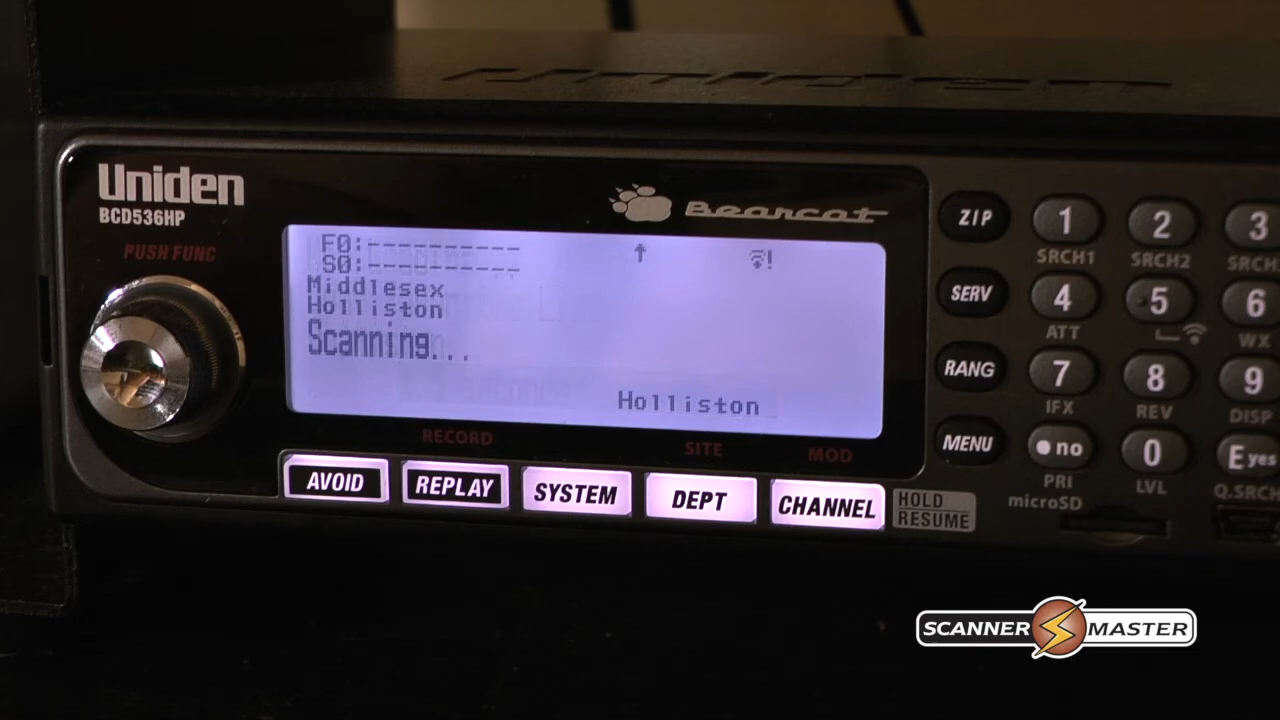 Uniden
Uniden
BCD536HP
Bearcat
PUSH FUNC
F0:----------
S0:----------
Middlesex
Holliston
Scanning...
Holliston
RECORD
SITE
MOD
AVOID
REPLAY
SYSTEM
DEPT
CHANNEL
HOLD
RESUME
ZIP
1
2
3
SRCH1
SRCH2
SRCH
SERV
4
5
6
ATT
WX
RANG
7
8
9
IFX
REV
DISP
MENU
no
0
E yes
PRI
LVL
Q.SRCH
microSD
SCANNER MASTER